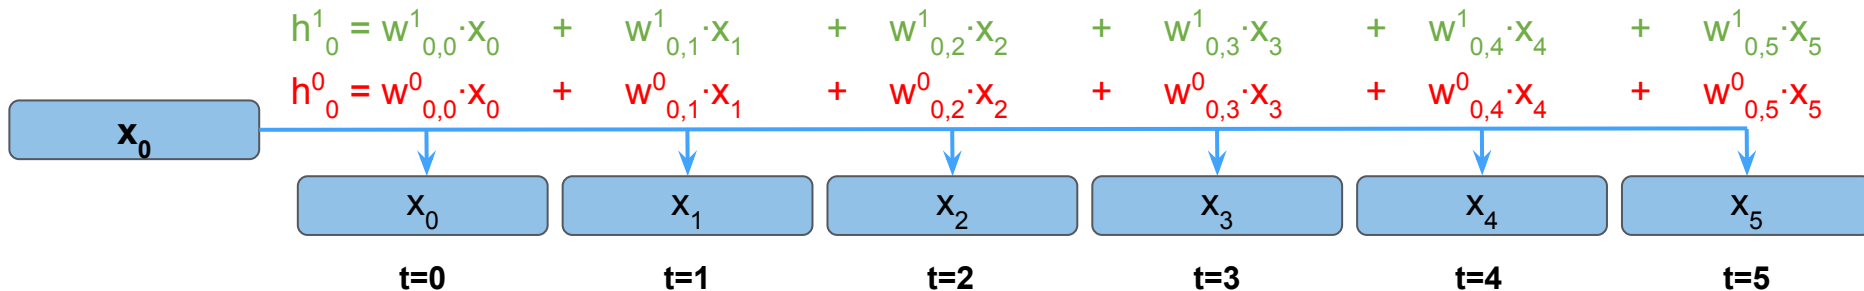 h¹₀ = w¹₀,₀·x₀ + w¹₀,₁·x₁ + w¹₀,₂·x₂ + w¹₀,₃·x₃ + w¹₀,₄·x₄ + w¹₀,₅·x₅
h⁰₀ = w⁰₀,₀·x₀ + w⁰₀,₁·x₁ + w⁰₀,₂·x₂ + w⁰₀,₃·x₃ + w⁰₀,₄·x₄ + w⁰₀,₅·x₅
x₀
x₀ x₁ x₂ x₃ x₄ x₅
t=0 t=1 t=2 t=3 t=4 t=5